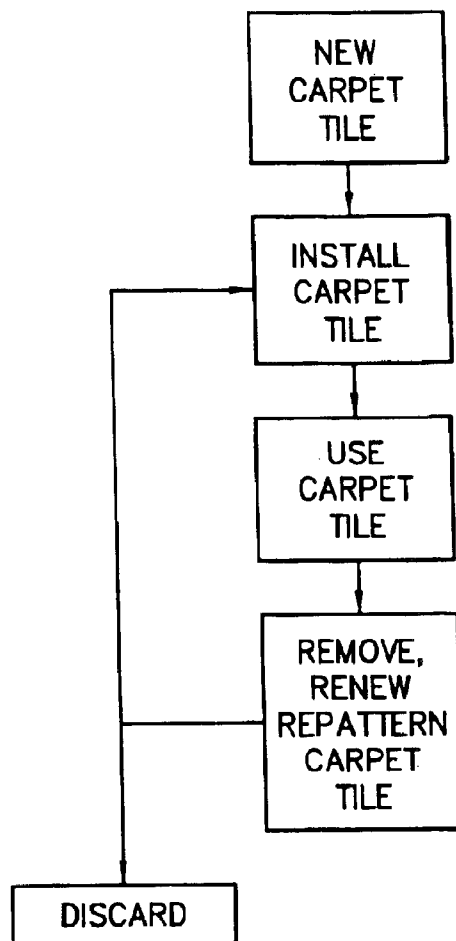 NEW
CARPET
TILE
INSTALL
CARPET
TILE
USE
CARPET
TILE
REMOVE,
RENEW
REPATTERN
CARPET
TILE
DISCARD